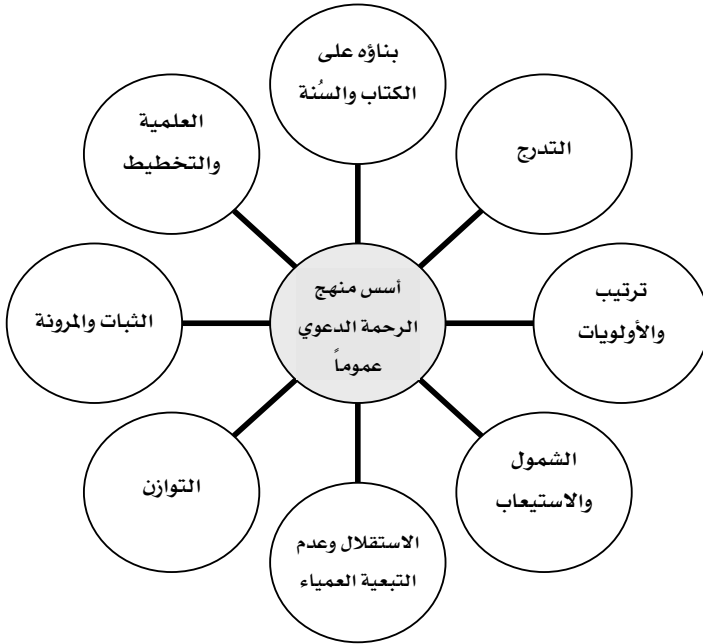 أسس منهج
الرحمة الدعوي
عموماً
بناؤه على
الكتاب والسُنة
التدرج
ترتيب
والأولويات
الشمول
والاستيعاب
الاستقلال وعدم
التبعية العمياء
التوازن
الثبات والمرونة
العلمية
والتخطيط